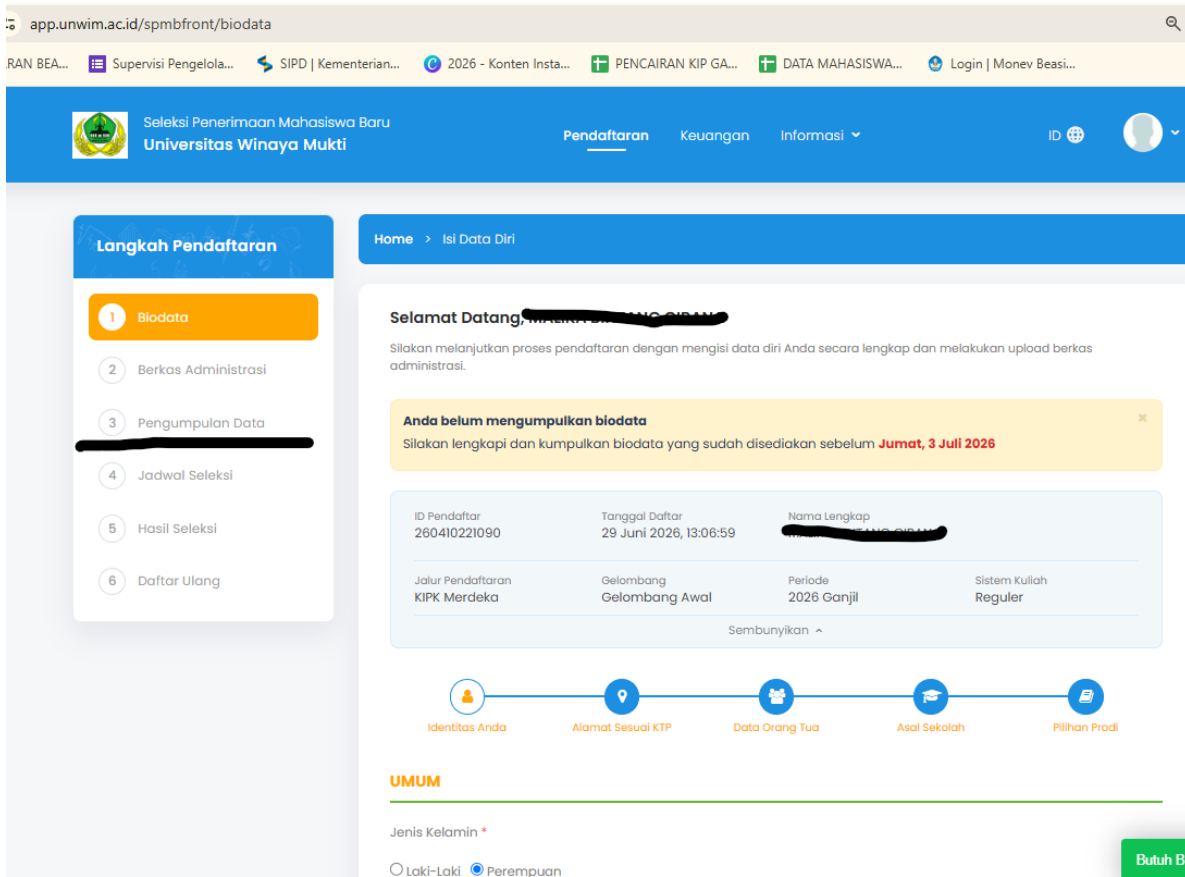 app.unwim.ac.id/spmbfront/biodata
RAN BEA... Supervisi Pengelola... SIPD | Kementerian... 2026 - Konten Insta... PENCAIRAN KIP GA... DATA MAHASISWA... Login | Monev Beasi...
Seleksi Penerimaan Mahasiswa Baru
Universitas Winaya Mukti
Pendaftaran Keuangan Informasi ID
Langkah Pendaftaran
1 Biodata
2 Berkas Administrasi
3 Pengumpulan Data
4 Jadwal Seleksi
5 Hasil Seleksi
6 Daftar Ulang
Home > Isi Data Diri
Selamat Datang,
Silakan melanjutkan proses pendaftaran dengan mengisi data diri Anda secara lengkap dan melakukan upload berkas
administrasi.
Anda belum mengumpulkan biodata ×
Silakan lengkapi dan kumpulkan biodata yang sudah disediakan sebelum Jumat, 3 Juli 2026
ID Pendaftar Tanggal Daftar Nama Lengkap
260410221090 29 Juni 2026, 13:06:59
Jalur Pendaftaran Gelombang Periode Sistem Kuliah
KIPK Merdeka Gelombang Awal 2026 Ganjil Reguler
Sembunyikan
Identitas Anda Alamat Sesuai KTP Data Orang Tua Asal Sekolah Pilihan Prodi
UMUM
Jenis Kelamin *
Laki-Laki Perempuan
Butuh B